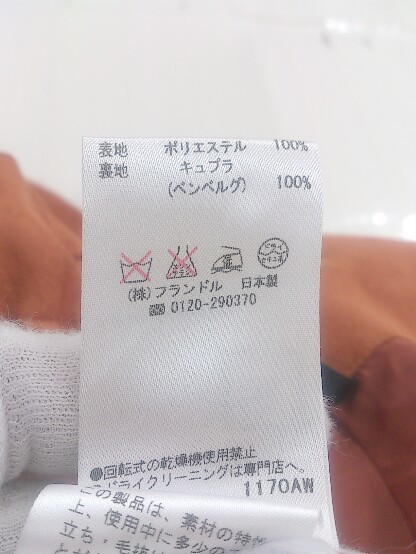 表地 ポリエステル 100%
裏地 キュプラ
(ベンベルグ) 100%
(株)フランドル 日本製
0120-290370
●回転式の乾燥機使用禁止
ドライクリーニングは専門店へ。
1170AW
この製品は、素材の特性
上、使用中に多少の
立ち・毛